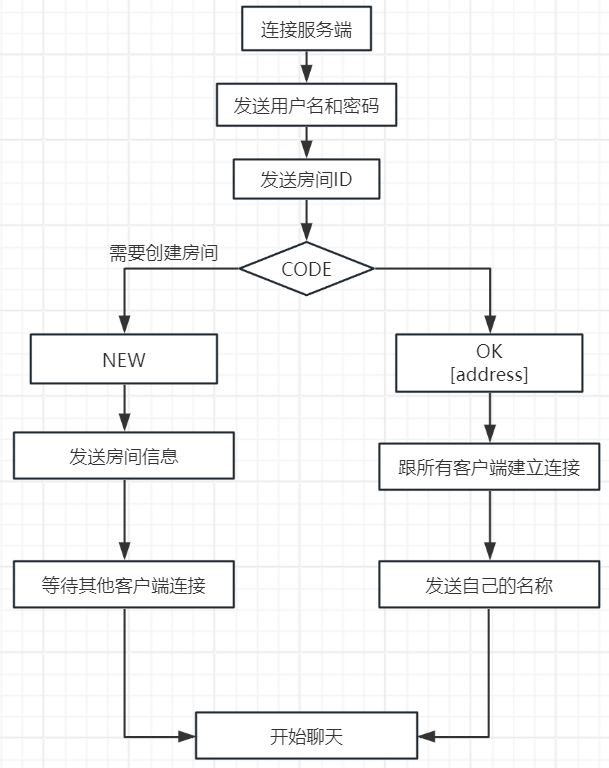 连接服务端
发送用户名和密码
发送房间ID
需要创建房间
CODE
NEW
OK
[address]
发送房间信息
跟所有客户端建立连接
等待其他客户端连接
发送自己的名称
开始聊天